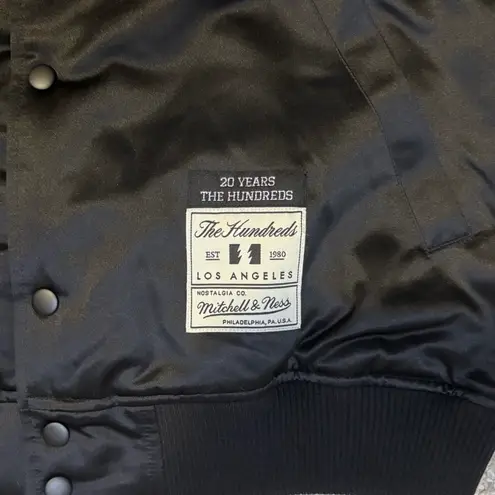 20 YEARS
THE HUNDREDS
The Hundreds
EST 1980
LOS ANGELES
NOSTALGIA CO.
Mitchell & Ness
PHILADELPHIA, PA. U.S.A.